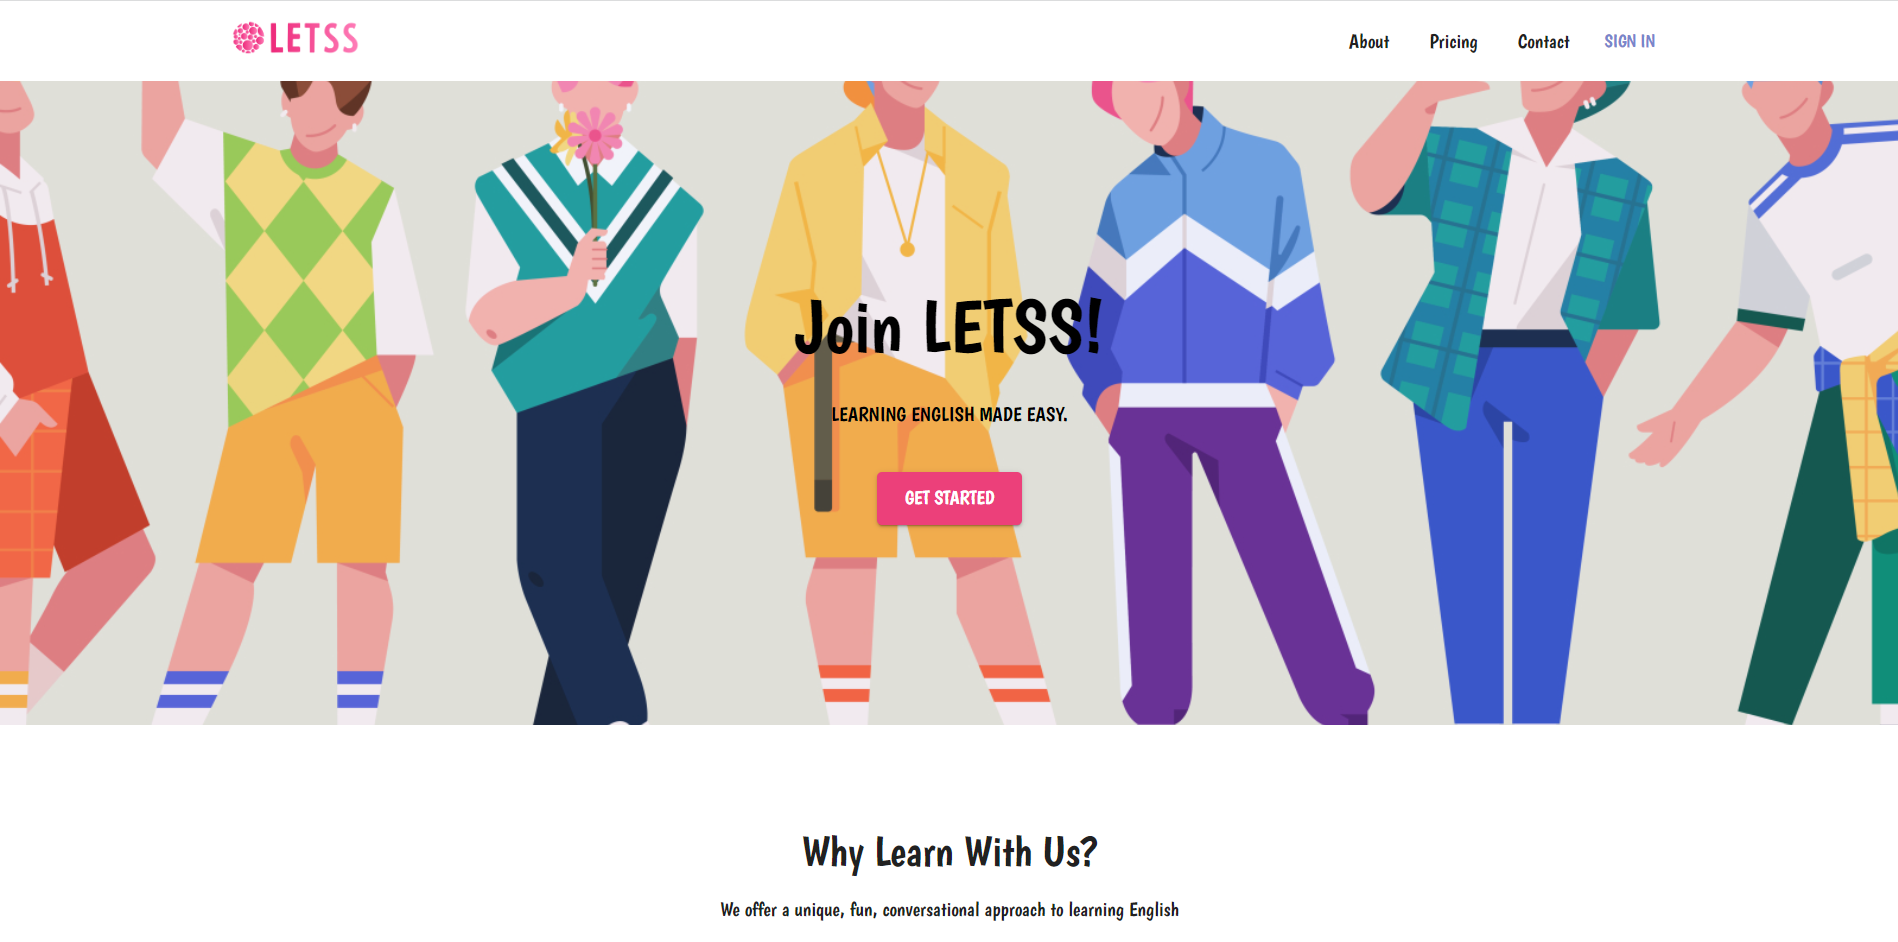 LETSS
About Pricing Contact SIGN IN
Join LETSS!
LEARNING ENGLISH MADE EASY.
GET STARTED
Why Learn With Us?
We offer a unique, fun, conversational approach to learning English